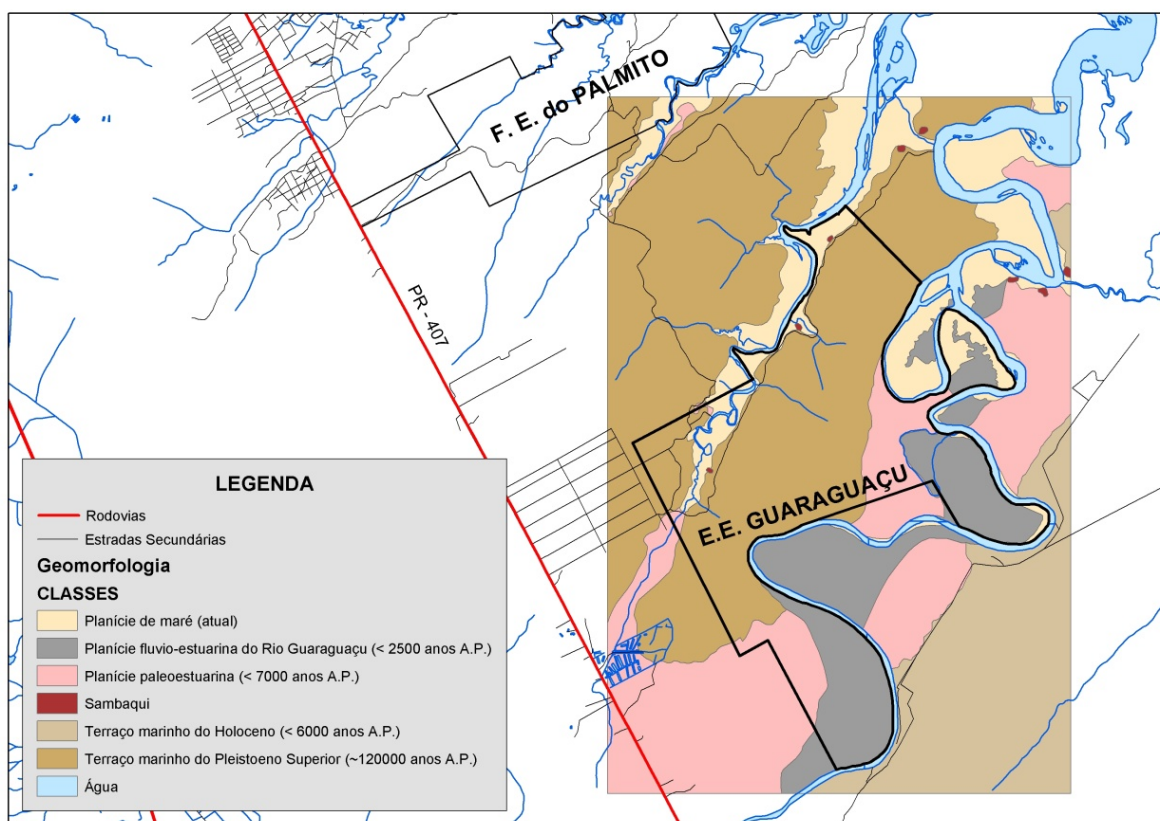 F. E. do PALMITO
PR - 407
E.E. GUARAGUAÇU
LEGENDA
Rodovias
Estradas Secundárias
Geomorfologia
CLASSES
Planície de maré (atual)
Planície fluvio-estuarina do Rio Guaraguaçu (< 2500 anos A.P.)
Planície paleoestuarina (< 7000 anos A.P.)
Sambaqui
Terraço marinho do Holoceno (< 6000 anos A.P.)
Terraço marinho do Pleistoeno Superior (~120000 anos A.P.)
Água